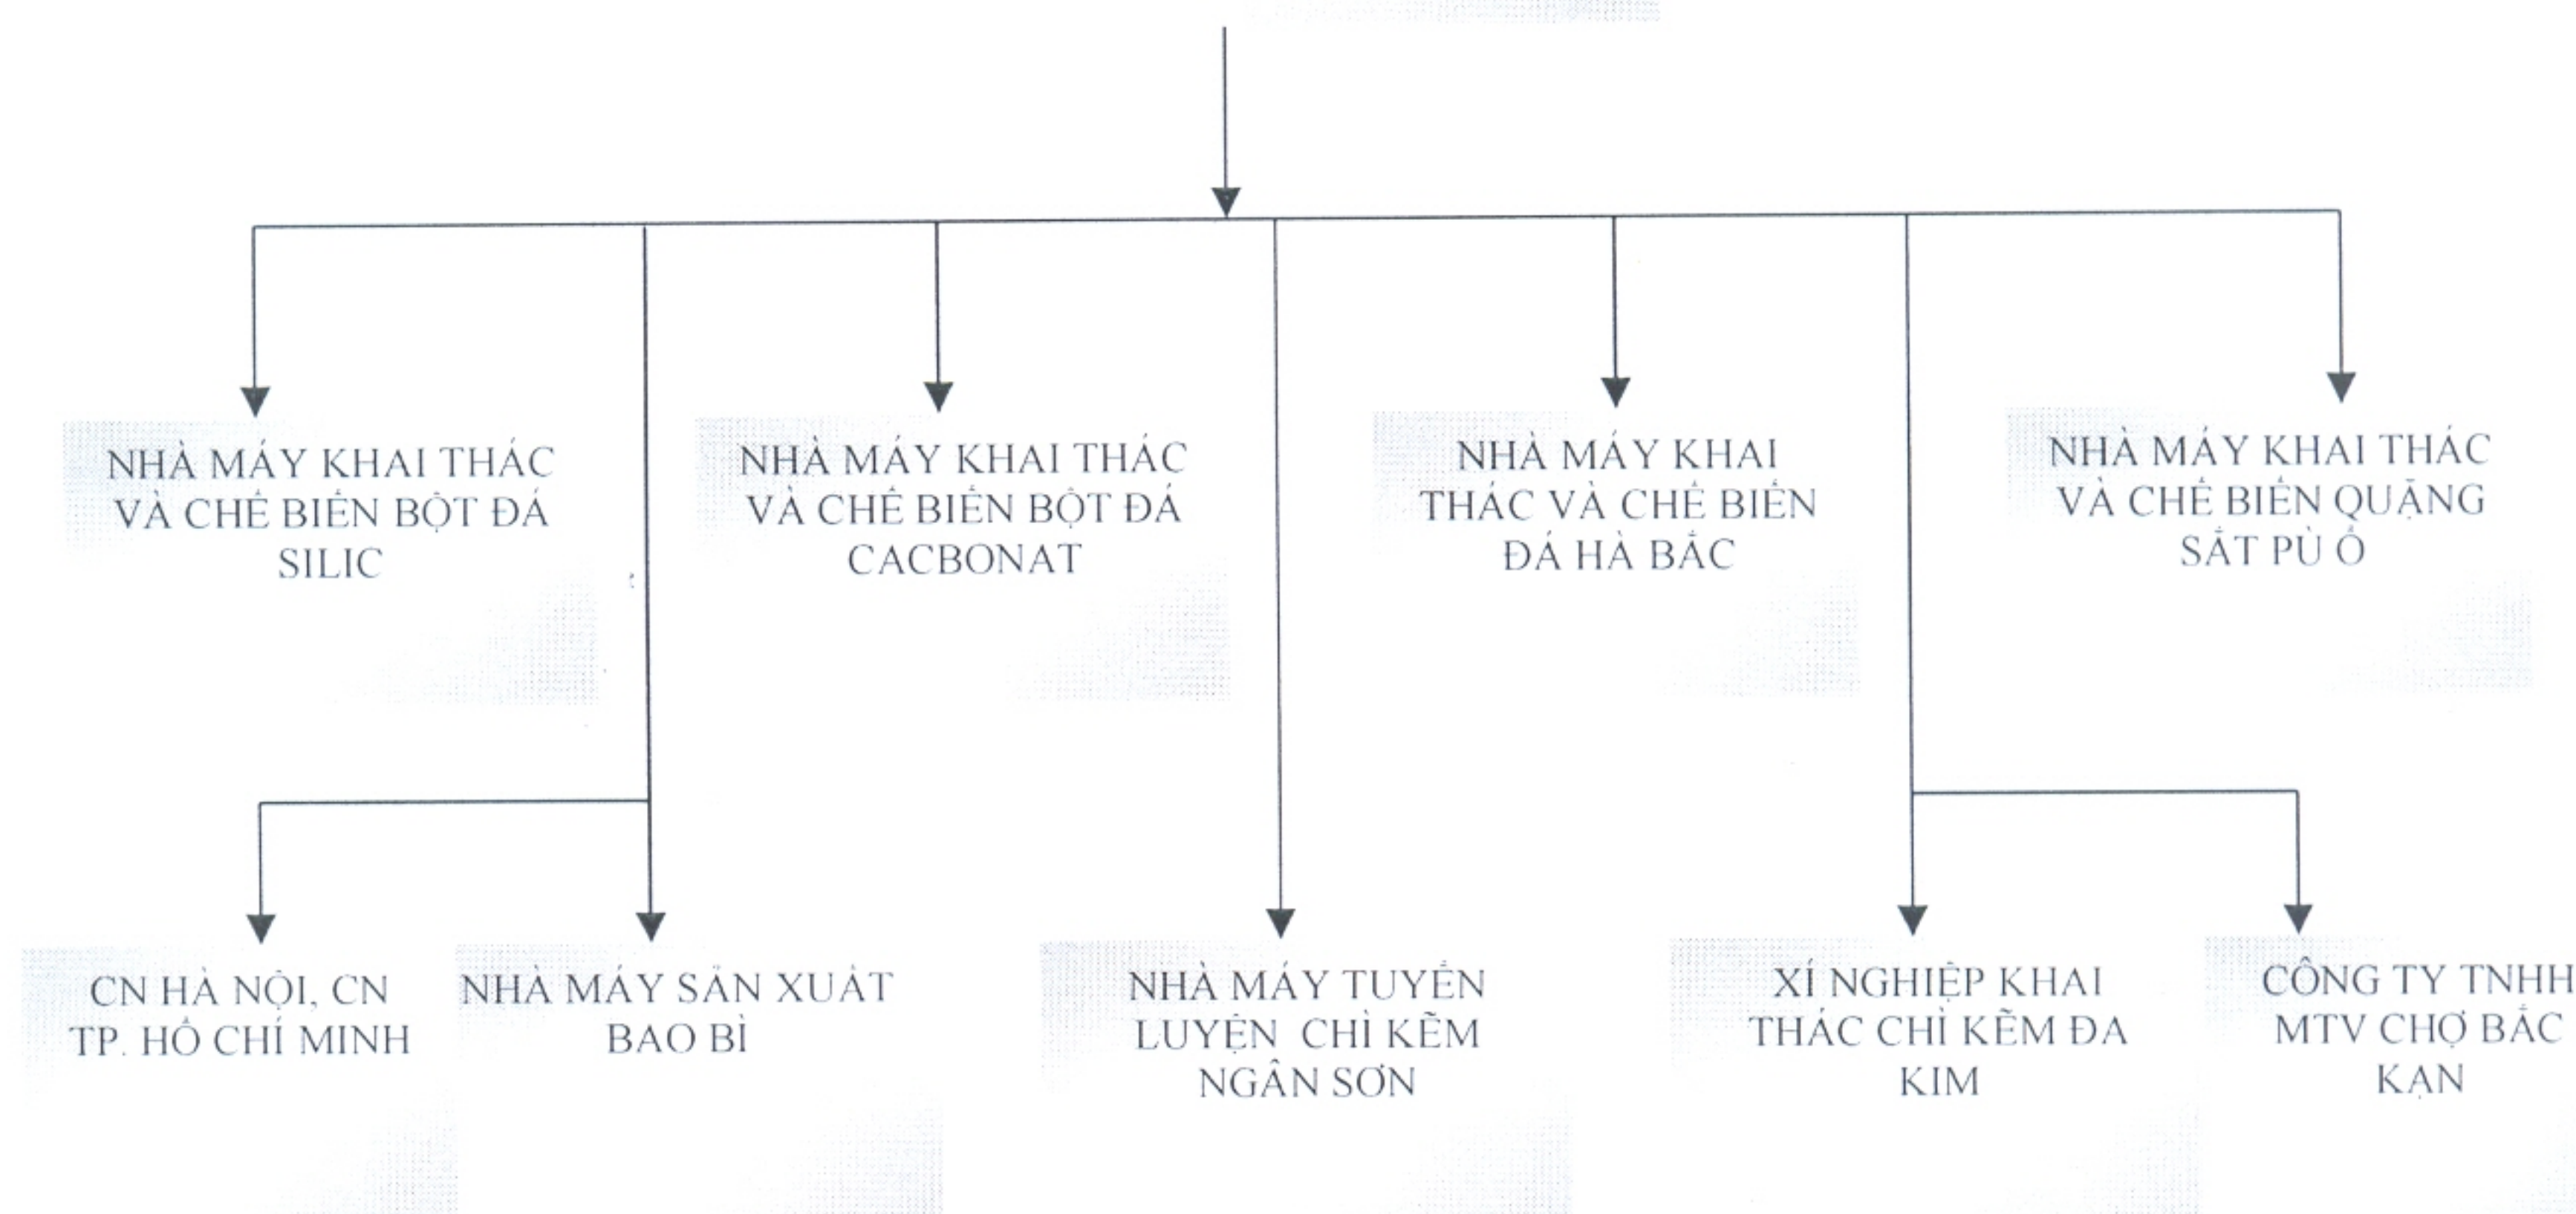 NHÀ MÁY KHAI THÁC
VÀ CHẾ BIẾN BỘT ĐÁ
SILIC
NHÀ MÁY KHAI THÁC
VÀ CHẾ BIẾN BỘT ĐÁ
CACBONAT
NHÀ MÁY KHAI
THÁC VÀ CHẾ BIẾN
ĐÁ HÀ BẮC
NHÀ MÁY KHAI THÁC
VÀ CHẾ BIẾN QUẶNG
SẮT PÙ Ổ
CN HÀ NỘI, CN
TP. HỒ CHÍ MINH
NHÀ MÁY SẢN XUẤT
BAO BÌ
NHÀ MÁY TUYỂN
LUYỆN CHÌ KẼM
NGÂN SƠN
XÍ NGHIỆP KHAI
THÁC CHÌ KẼM ĐA
KIM
CÔNG TY TNHH
MTV CHỢ BẮC
KẠN